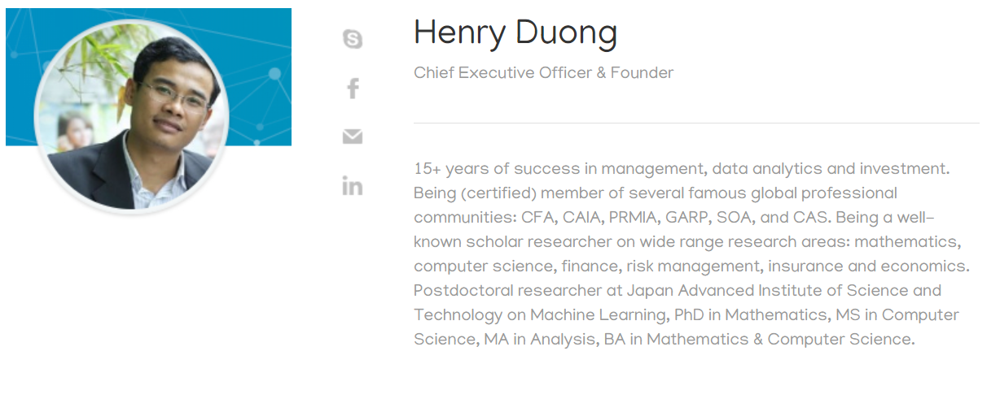 Henry Duong
Chief Executive Officer & Founder
15+ years of success in management, data analytics and investment.
Being (certified) member of several famous global professional
communities: CFA, CAIA, PRMIA, GARP, SOA, and CAS. Being a well-
known scholar researcher on wide range research areas: mathematics,
computer science, finance, risk management, insurance and economics.
Postdoctoral researcher at Japan Advanced Institute of Science and
Technology on Machine Learning, PhD in Mathematics, MS in Computer
Science, MA in Analysis, BA in Mathematics & Computer Science.